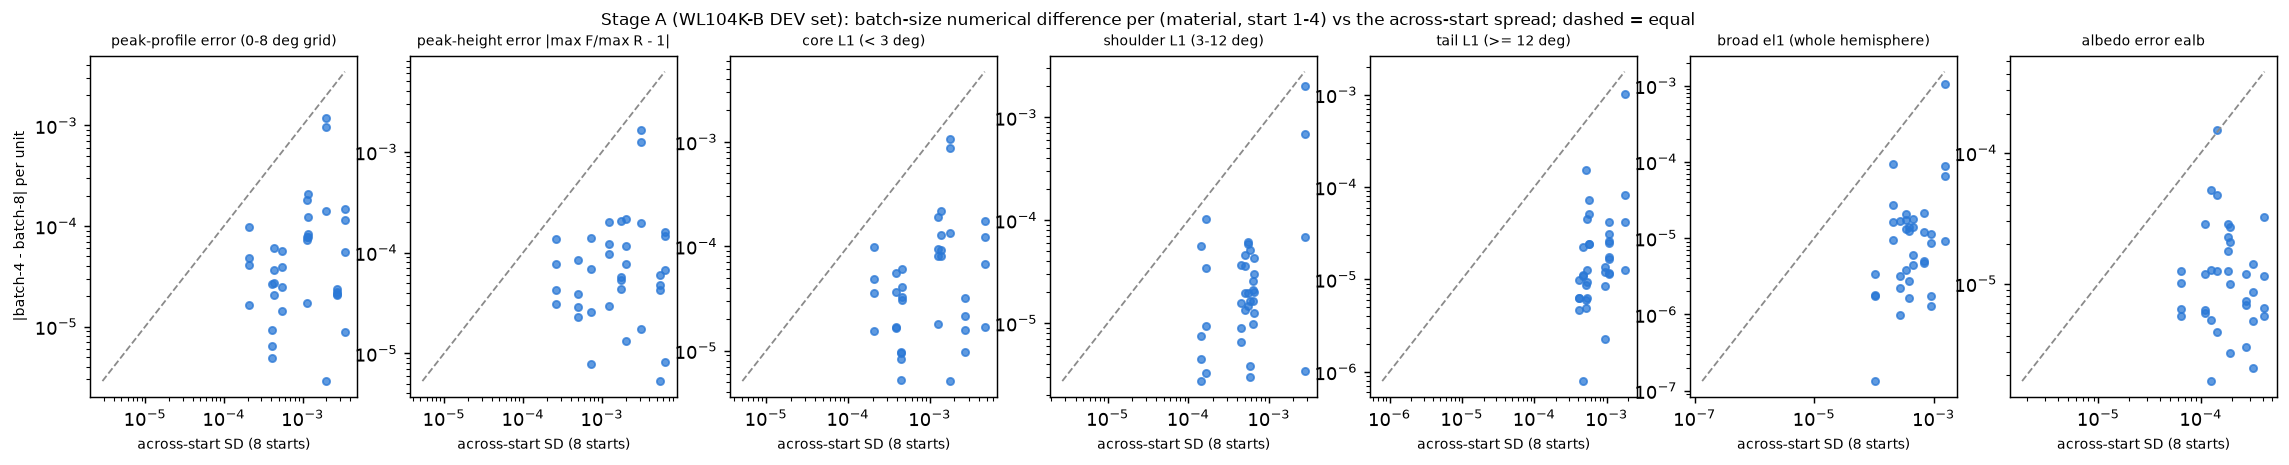 Stage A (WL104K-B DEV set): batch-size numerical difference per (material, start 1-4) vs the across-start spread; dashed = equal
peak-profile error (0-8 deg grid)
peak-height error |max F/max R - 1|
core L1 (< 3 deg)
shoulder L1 (3-12 deg)
tail L1 (>= 12 deg)
broad el1 (whole hemisphere)
albedo error ealb
|batch-4 - batch-8| per unit
10⁻³
10⁻⁴
10⁻⁵
10⁻³
10⁻⁴
10⁻⁵
10⁻³
10⁻⁴
10⁻⁵
10⁻³
10⁻⁴
10⁻⁵
10⁻³
10⁻⁴
10⁻⁵
10⁻⁶
10⁻³
10⁻⁴
10⁻⁵
10⁻⁶
10⁻⁷
10⁻⁴
10⁻⁵
10⁻⁵ 10⁻⁴ 10⁻³
10⁻⁵ 10⁻⁴ 10⁻³
10⁻⁵ 10⁻⁴ 10⁻³
10⁻⁵ 10⁻⁴ 10⁻³
10⁻⁶ 10⁻⁵ 10⁻⁴ 10⁻³
10⁻⁷ 10⁻⁵ 10⁻³
10⁻⁵ 10⁻⁴
across-start SD (8 starts)
across-start SD (8 starts)
across-start SD (8 starts)
across-start SD (8 starts)
across-start SD (8 starts)
across-start SD (8 starts)
across-start SD (8 starts)